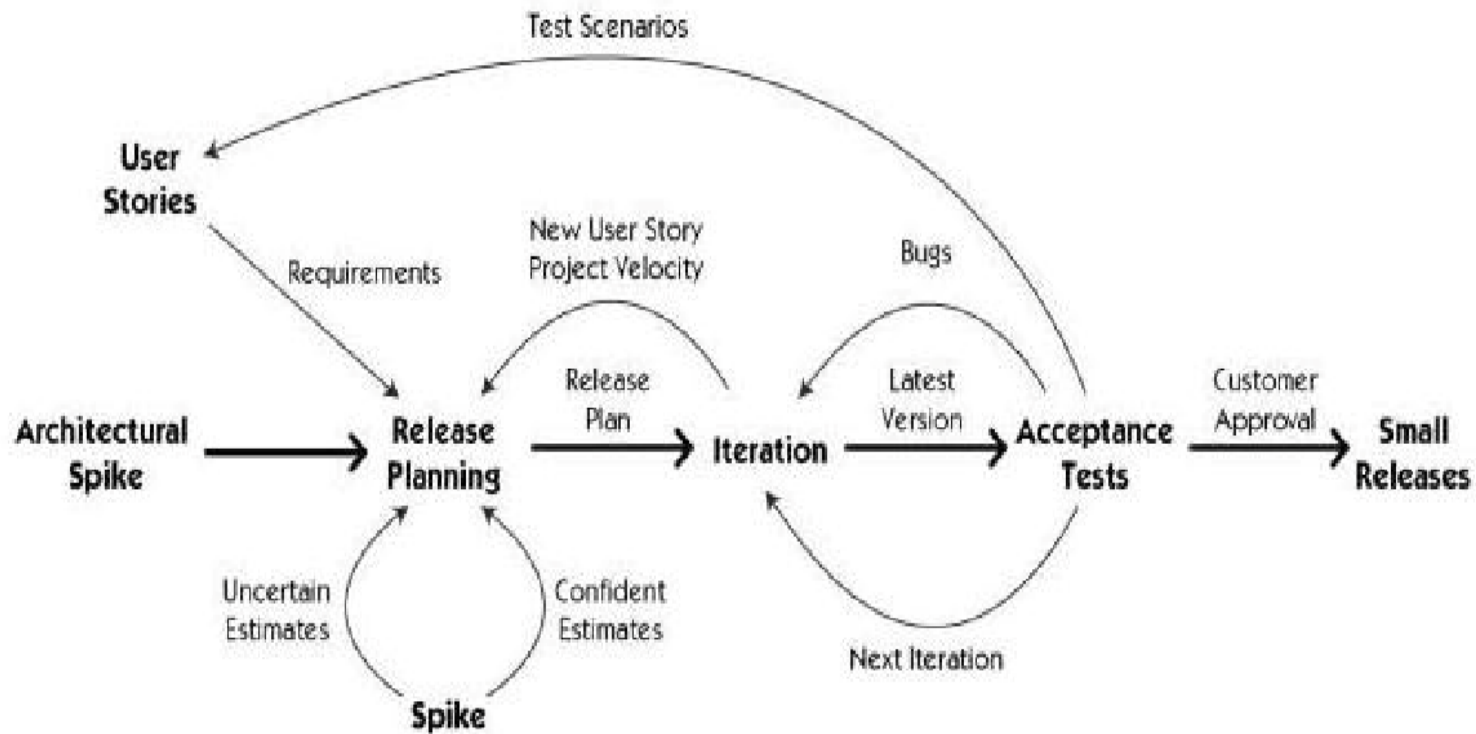 Test Scenarios
User
Stories
Requirements
New User Story
Project Velocity
Bugs
Architectural
Spike
Release
Planning
Release
Plan
Iteration
Latest
Version
Acceptance
Tests
Customer
Approval
Small
Releases
Uncertain
Estimates
Confident
Estimates
Next Iteration
Spike